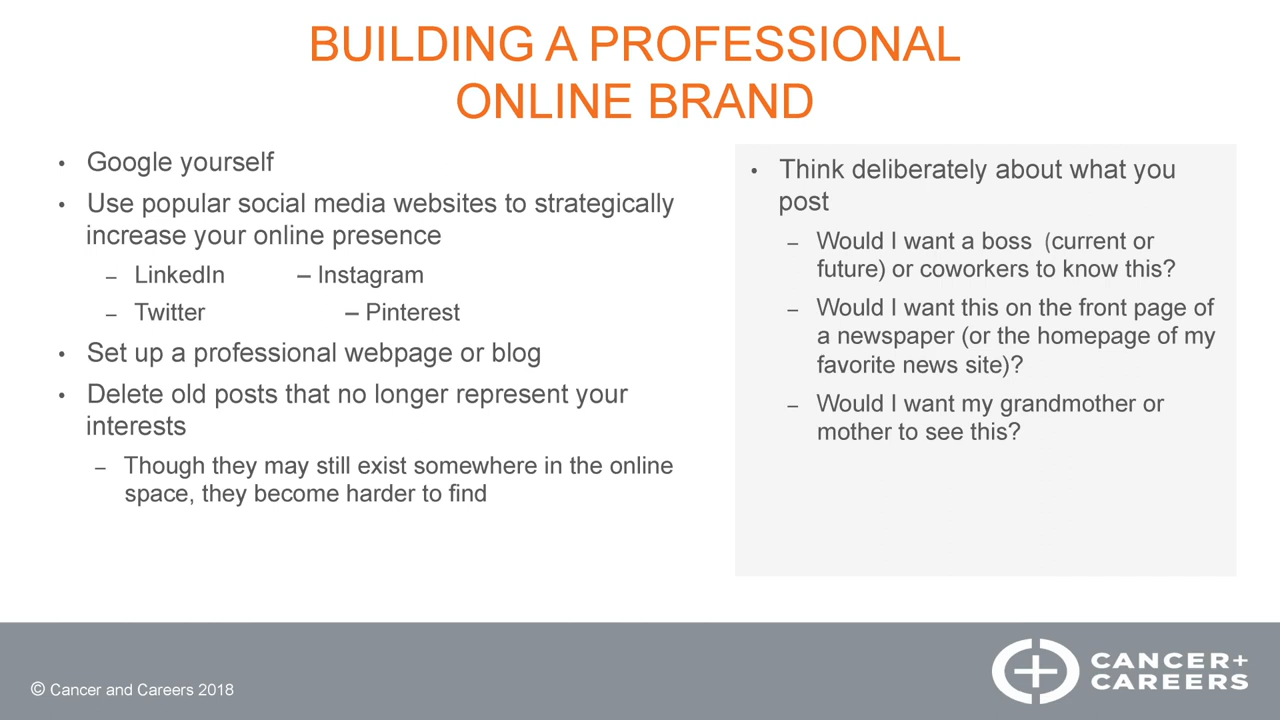 BUILDING A PROFESSIONAL
ONLINE BRAND
• Google yourself
• Use popular social media websites to strategically
increase your online presence
– LinkedIn – Instagram
– Twitter – Pinterest
• Set up a professional webpage or blog
• Delete old posts that no longer represent your
interests
– Though they may still exist somewhere in the online
space, they become harder to find
• Think deliberately about what you
post
– Would I want a boss (current or
future) or coworkers to know this?
– Would I want this on the front page of
a newspaper (or the homepage of my
favorite news site)?
– Would I want my grandmother or
mother to see this?
© Cancer and Careers 2018
CANCER+
CAREERS